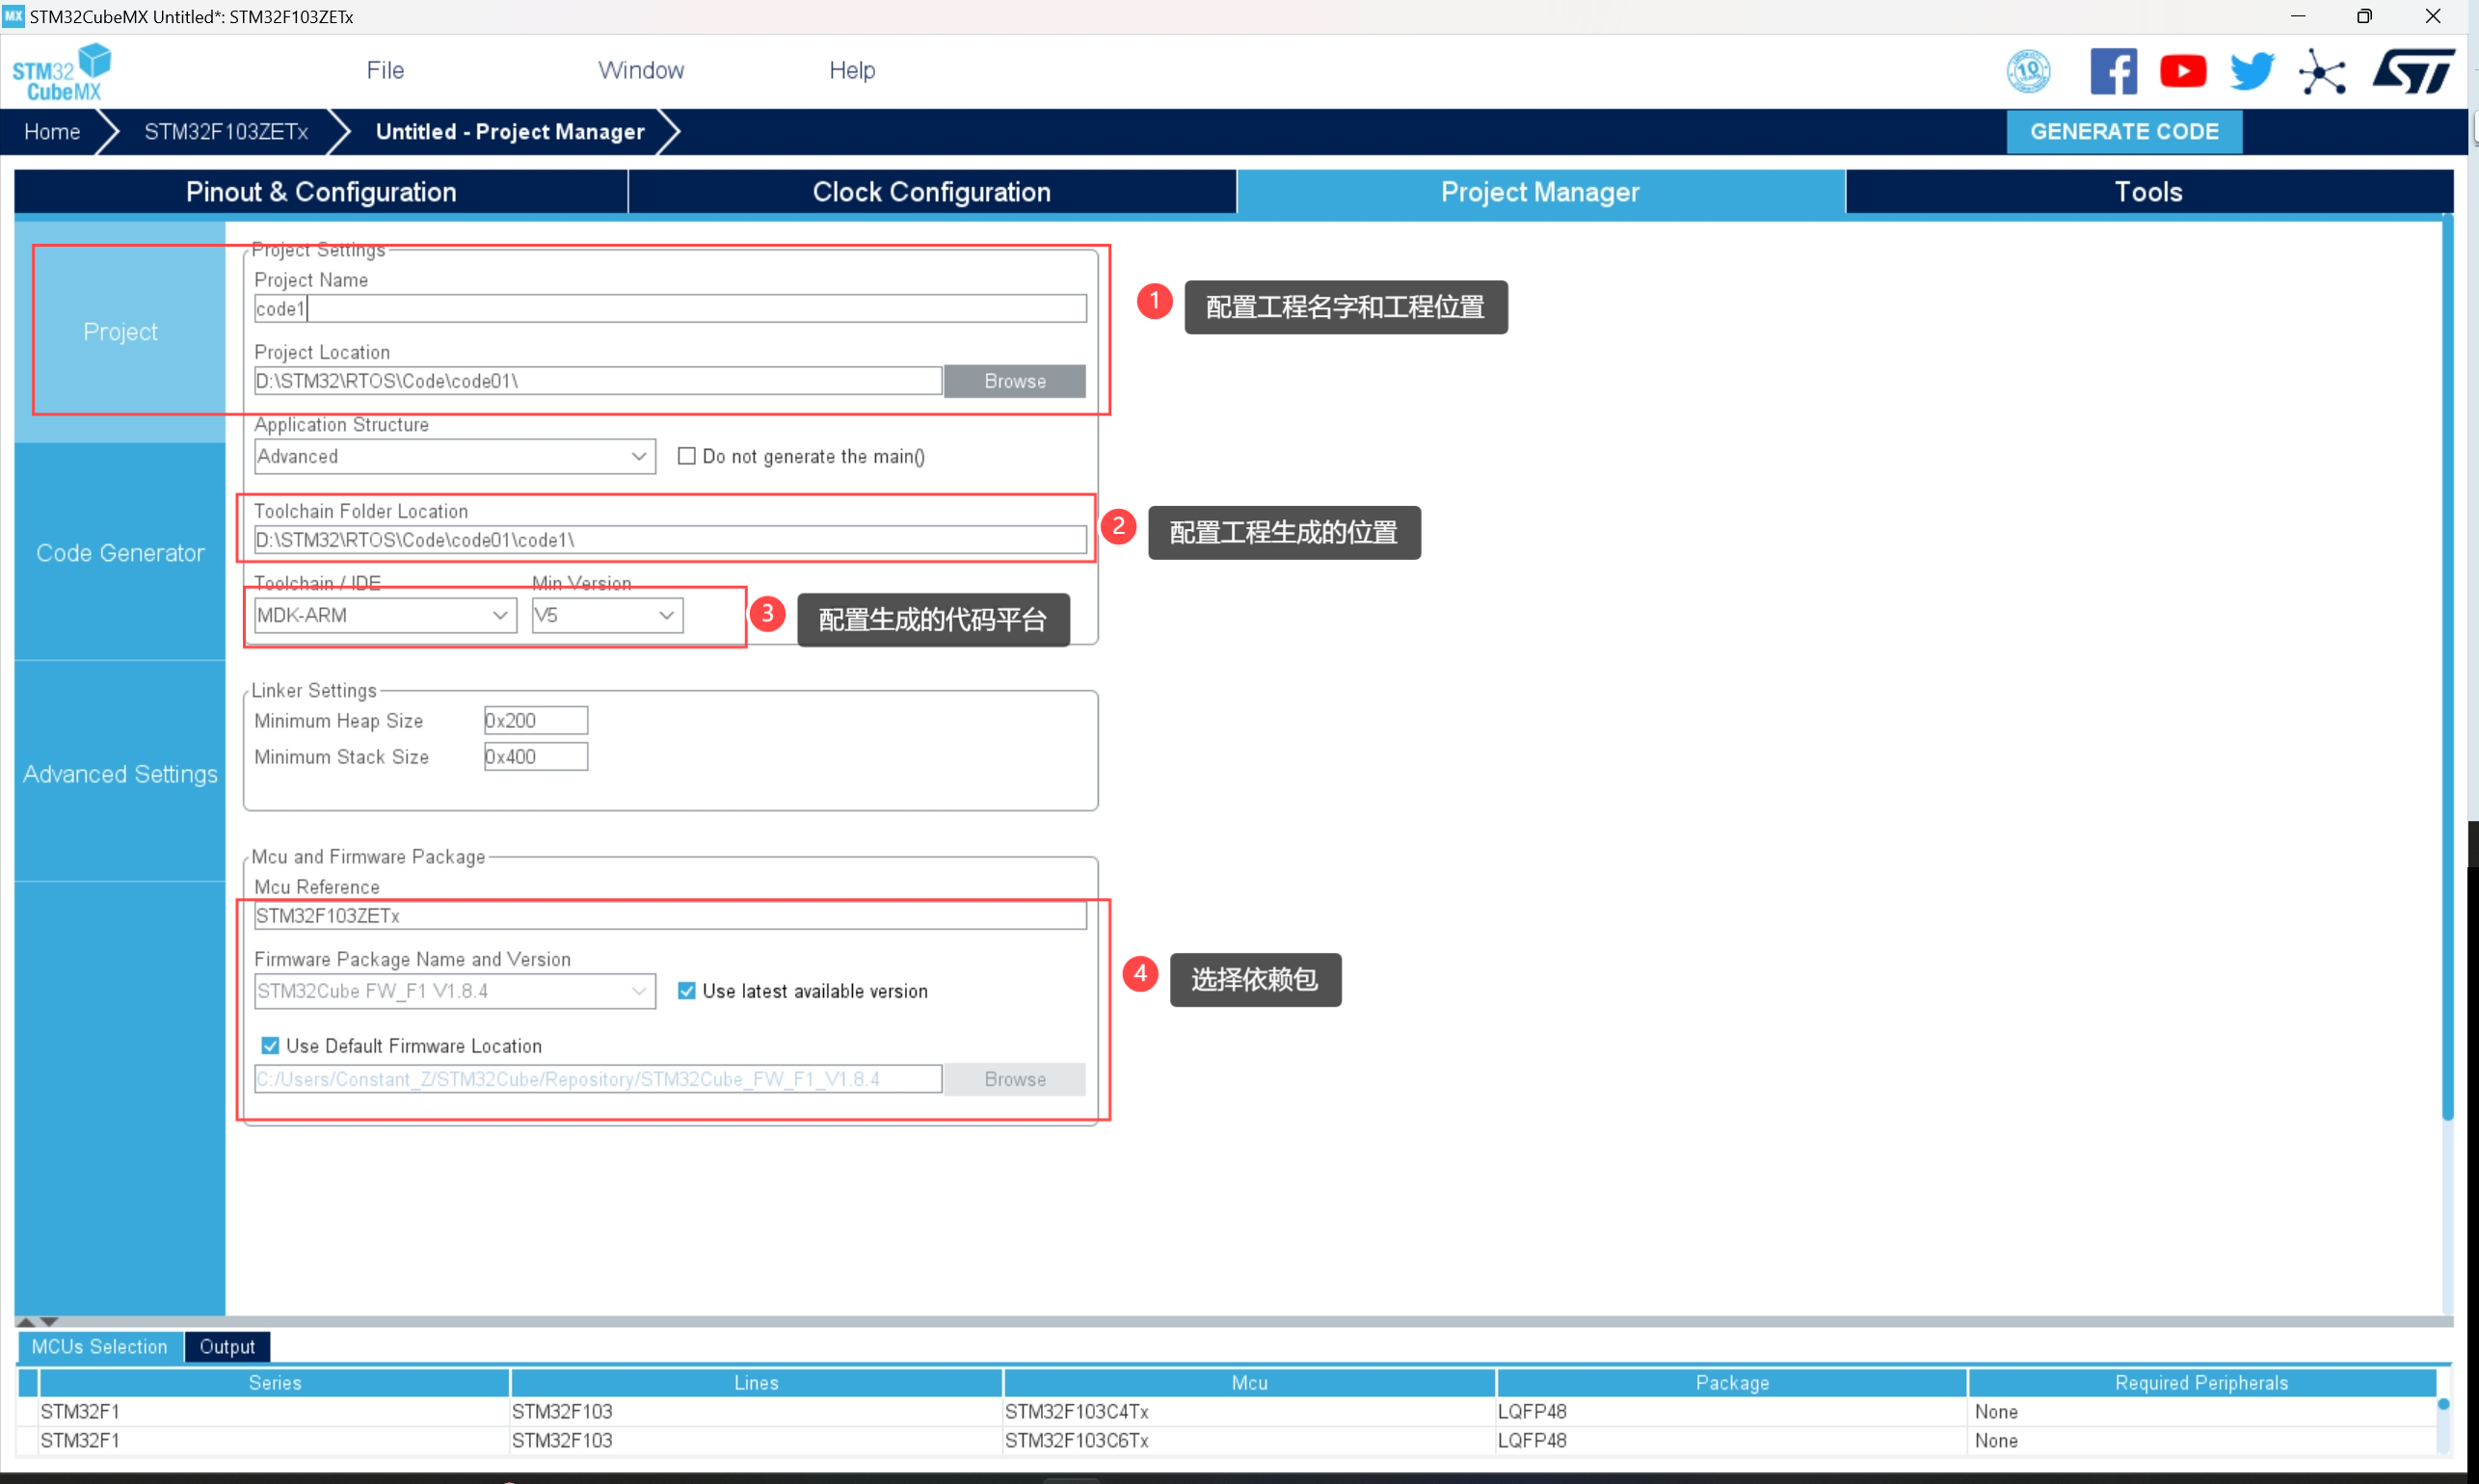 MX STM32CubeMX Untitled*: STM32F103ZETx
STM32
CubeMX
File Window Help
10
ST
Home STM32F103ZETx Untitled - Project Manager GENERATE CODE
Pinout & Configuration Clock Configuration Project Manager Tools
Project
Code Generator
Advanced Settings
Project Settings
Project Name
code1
1 配置工程名字和工程位置
Project Location
D:\STM32\RTOS\Code\code01\ Browse
Application Structure
Advanced Do not generate the main()
Toolchain Folder Location
D:\STM32\RTOS\Code\code01\code1\
2 配置工程生成的位置
Toolchain / IDE Min Version
MDK-ARM V5
3 配置生成的代码平台
Linker Settings
Minimum Heap Size 0x200
Minimum Stack Size 0x400
Mcu and Firmware Package
Mcu Reference
STM32F103ZETx
Firmware Package Name and Version
STM32Cube FW_F1 V1.8.4 Use latest available version
4 选择依赖包
Use Default Firmware Location
C:/Users/Constant_Z/STM32Cube/Repository/STM32Cube_FW_F1_V1.8.4 Browse
MCUs Selection Output
Series Lines Mcu Package Required Peripherals
STM32F1 STM32F103 STM32F103C4Tx LQFP48 None
STM32F1 STM32F103 STM32F103C6Tx LQFP48 None